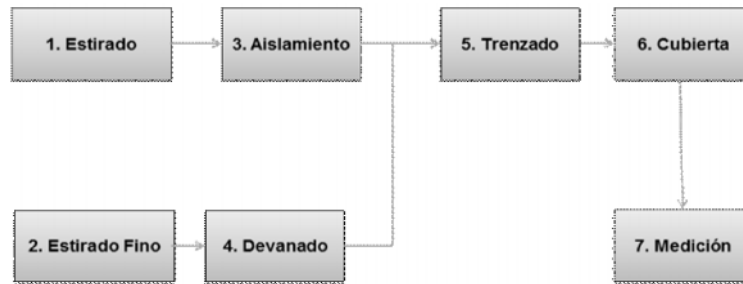 1. Estirado
3. Aislamiento
5. Trenzado
6. Cubierta
2. Estirado Fino
4. Devanado
7. Medición